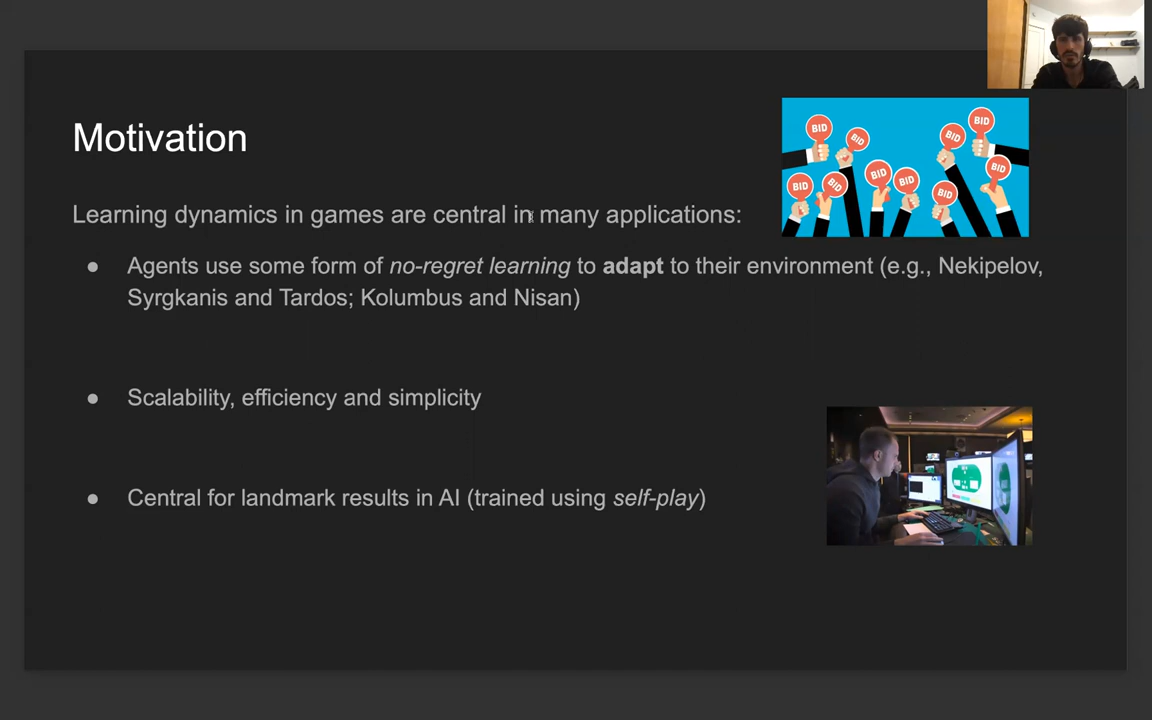 Motivation
Learning dynamics in games are central in many applications:
● Agents use some form of no-regret learning to adapt to their environment (e.g., Nekipelov,
Syrgkanis and Tardos; Kolumbus and Nisan)
● Scalability, efficiency and simplicity
● Central for landmark results in AI (trained using self-play)
BID
BID
BID
BID
BID
BID
BID
BID
BID
BID